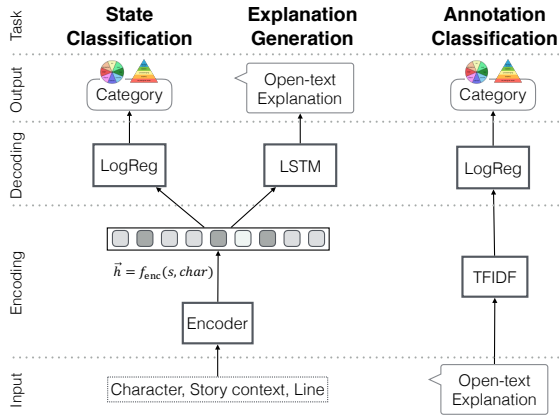 Task
State
Classification
Explanation
Generation
Annotation
Classification
Output
Category
Open-text
Explanation
Category
Decoding
LogReg
LSTM
LogReg
Encoding
h⃗ = f_enc(s, char)
Encoder
TFIDF
Input
Character, Story context, Line
Open-text
Explanation